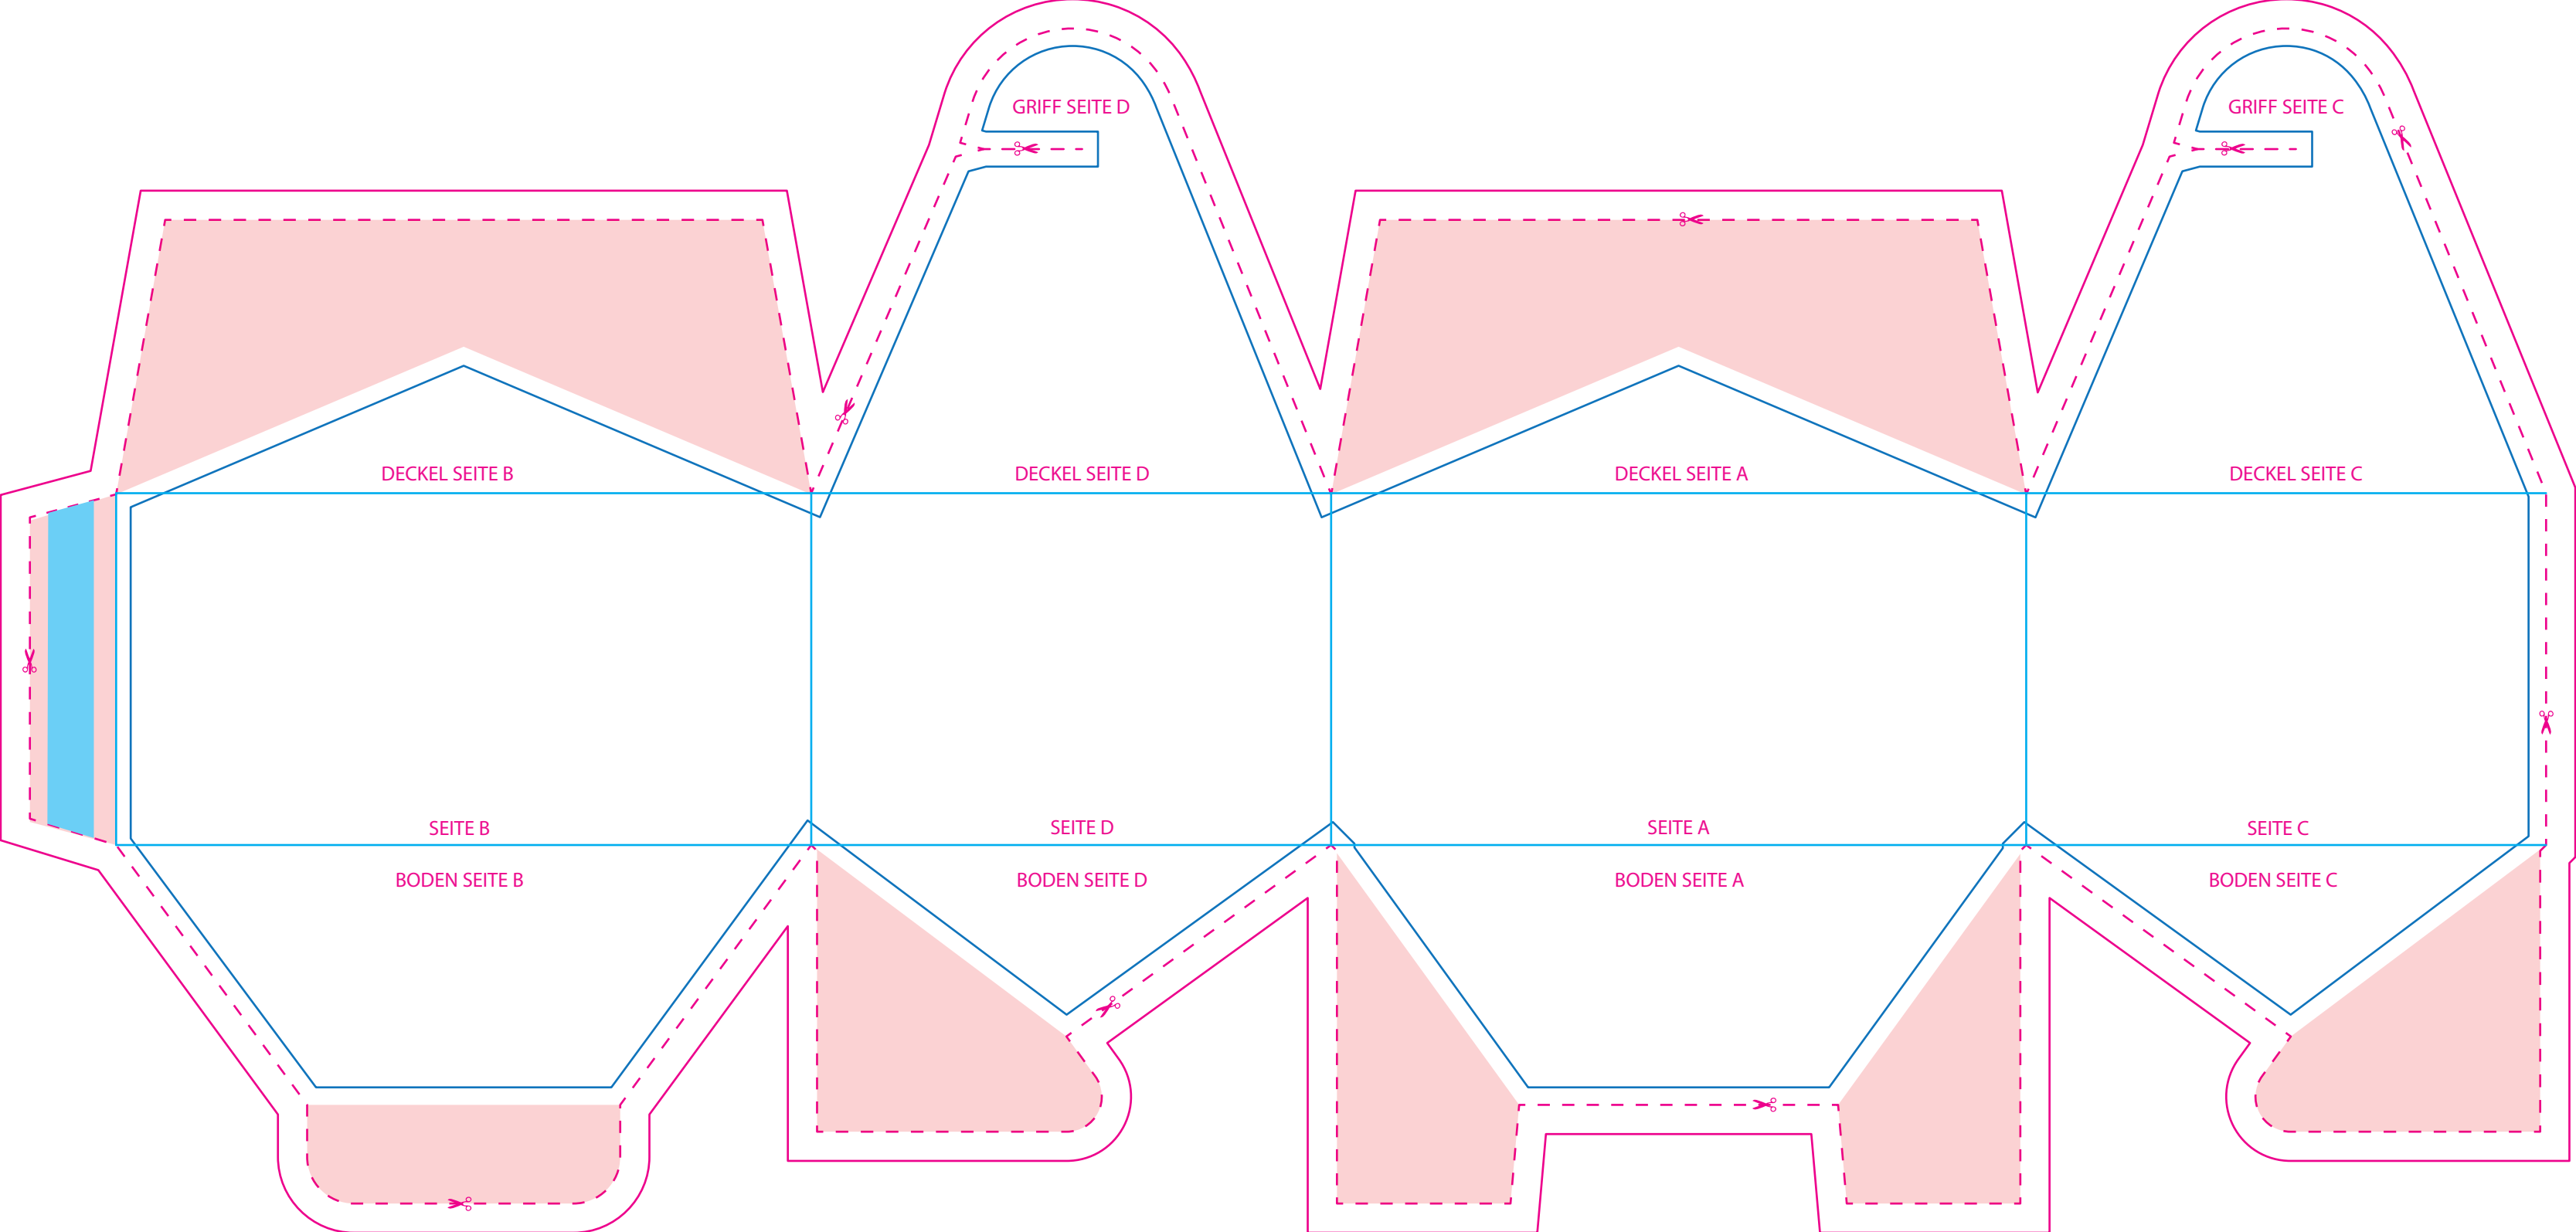 GRIFF SEITE D
GRIFF SEITE C
DECKEL SEITE B
DECKEL SEITE D
DECKEL SEITE A
DECKEL SEITE C
SEITE B
SEITE D
SEITE A
SEITE C
BODEN SEITE B
BODEN SEITE D
BODEN SEITE A
BODEN SEITE C